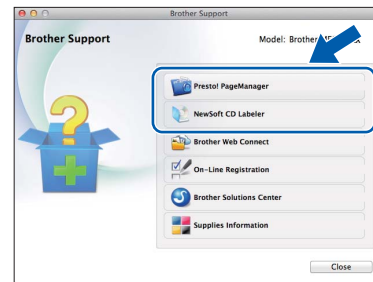 Brother Support
Brother Support
Model: Brother
Presto! PageManager
NewSoft CD Labeler
Brother Web Connect
On-Line Registration
Brother Solutions Center
Supplies Information
Close